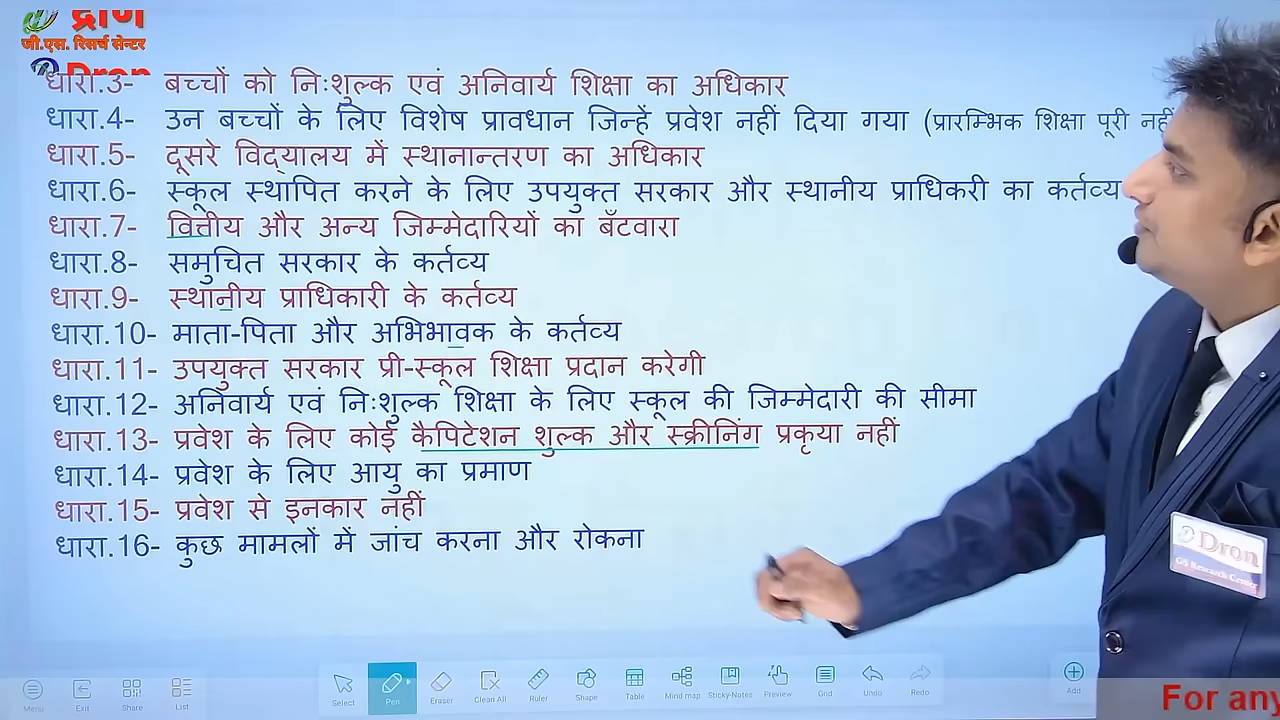 द्रोण
जी.एस. रिसर्च सेन्टर
Dron
धारा.3- बच्चों को निःशुल्क एवं अनिवार्य शिक्षा का अधिकार
धारा.4- उन बच्चों के लिए विशेष प्रावधान जिन्हें प्रवेश नहीं दिया गया (प्रारम्भिक शिक्षा पूरी नहीं
धारा.5- दूसरे विद्यालय में स्थानान्तरण का अधिकार
धारा.6- स्कूल स्थापित करने के लिए उपयुक्त सरकार और स्थानीय प्राधिकरी का कर्तव्य
धारा.7- वित्तीय और अन्य जिम्मेदारियों का बँटवारा
धारा.8- समुचित सरकार के कर्तव्य
धारा.9- स्थानीय प्राधिकारी के कर्तव्य
धारा.10- माता-पिता और अभिभावक के कर्तव्य
धारा.11- उपयुक्त सरकार प्री-स्कूल शिक्षा प्रदान करेगी
धारा.12- अनिवार्य एवं निःशुल्क शिक्षा के लिए स्कूल की जिम्मेदारी की सीमा
धारा.13- प्रवेश के लिए कोई कैपिटेशन शुल्क और स्क्रीनिंग प्रकृया नहीं
धारा.14- प्रवेश के लिए आयु का प्रमाण
धारा.15- प्रवेश से इनकार नहीं
धारा.16- कुछ मामलों में जांच करना और रोकना
Dron
GS Research Center
Menu Exit Share List Select Pen Eraser Clean All Ruler Shape Table Mind map Sticky-Notes Preview Grid Undo Redo Add
For any